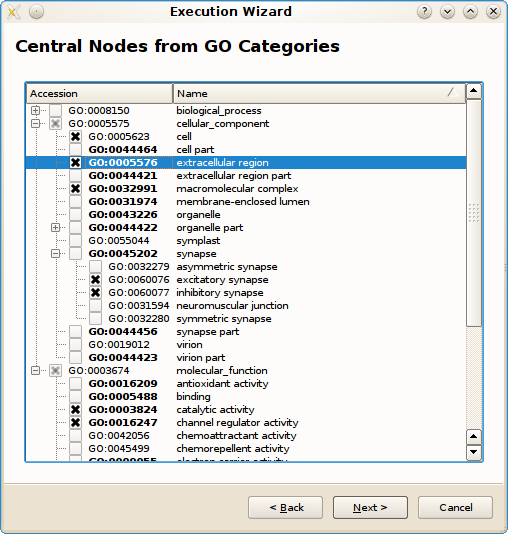 Execution Wizard
Central Nodes from GO Categories
Accession Name
GO:0008150 biological_process
GO:0005575 cellular_component
GO:0005623 cell
GO:0044464 cell part
GO:0005576 extracellular region
GO:0044421 extracellular region part
GO:0032991 macromolecular complex
GO:0031974 membrane-enclosed lumen
GO:0043226 organelle
GO:0044422 organelle part
GO:0055044 symplast
GO:0045202 synapse
GO:0032279 asymmetric synapse
GO:0060076 excitatory synapse
GO:0060077 inhibitory synapse
GO:0031594 neuromuscular junction
GO:0032280 symmetric synapse
GO:0044456 synapse part
GO:0019012 virion
GO:0044423 virion part
GO:0003674 molecular_function
GO:0016209 antioxidant activity
GO:0005488 binding
GO:0003824 catalytic activity
GO:0016247 channel regulator activity
GO:0042056 chemoattractant activity
GO:0045499 chemorepellent activity
electron carrier activity
< Back Next > Cancel